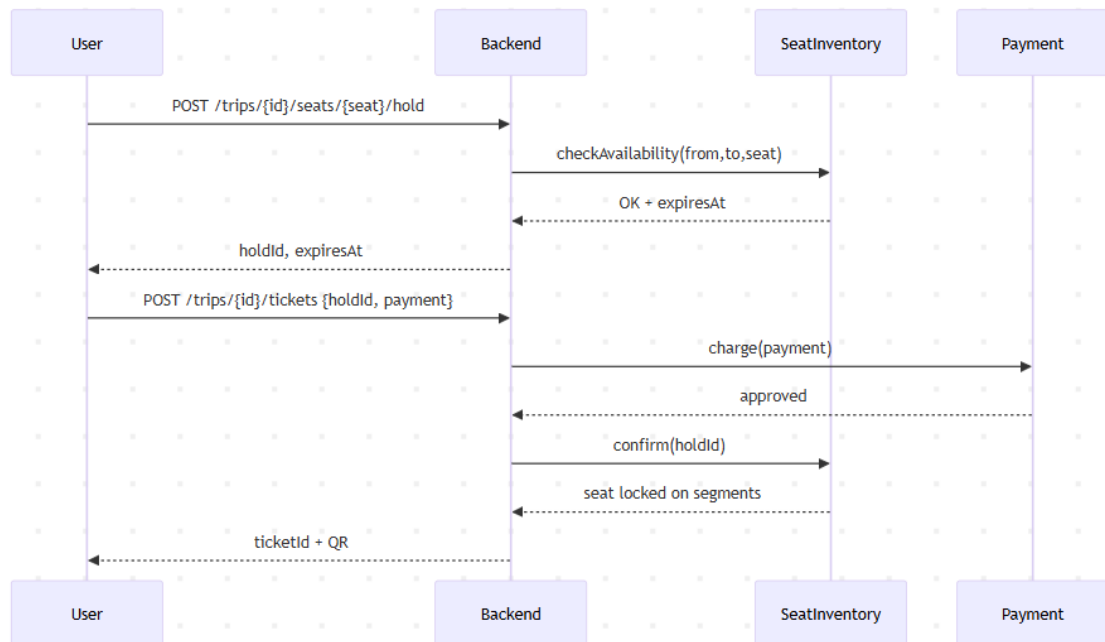 User Backend SeatInventory Payment
POST /trips/{id}/seats/{seat}/hold
checkAvailability(from,to,seat)
OK + expiresAt
holdId, expiresAt
POST /trips/{id}/tickets {holdId, payment}
charge(payment)
approved
confirm(holdId)
seat locked on segments
ticketId + QR
User Backend SeatInventory Payment